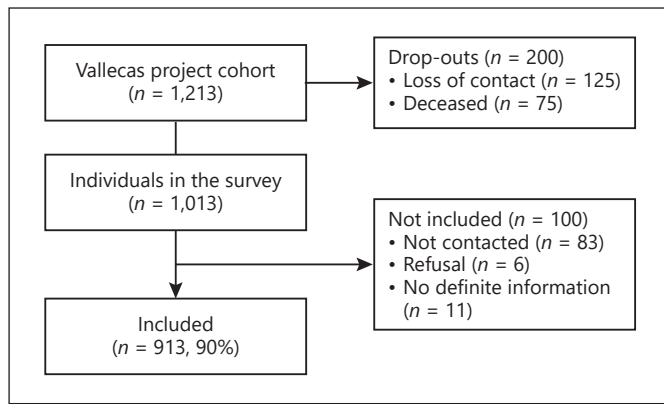 Vallecas project cohort
(n = 1,213)
Drop-outs (n = 200)
• Loss of contact (n = 125)
• Deceased (n = 75)
Individuals in the survey
(n = 1,013)
Not included (n = 100)
• Not contacted (n = 83)
• Refusal (n = 6)
• No definite information
(n = 11)
Included
(n = 913, 90%)